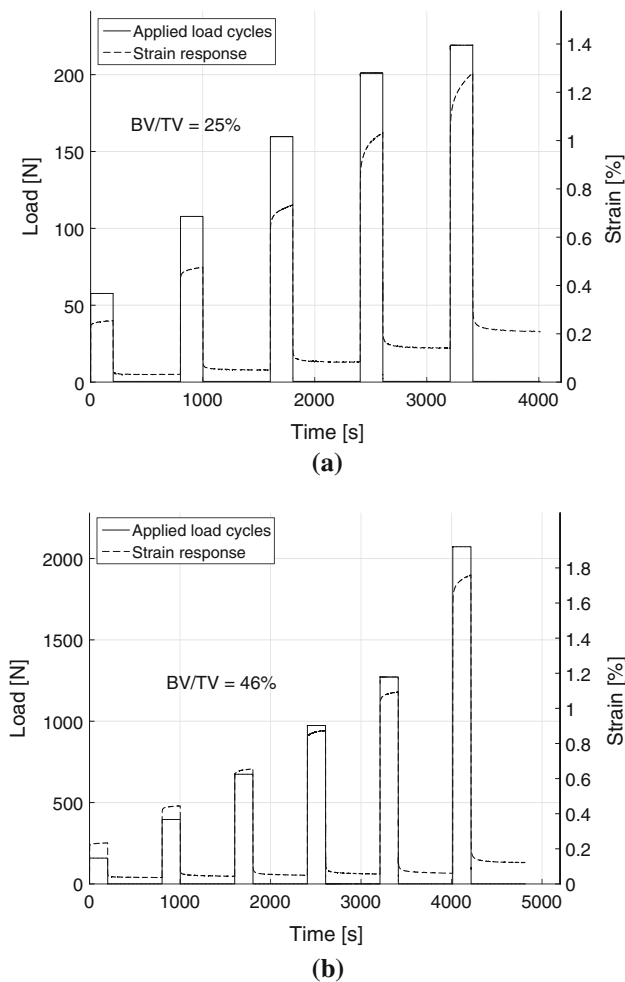 Applied load cycles
Strain response
BV/TV = 25%
Load [N]
200
150
100
50
0
Strain [%]
1.4
1.2
1
0.8
0.6
0.4
0.2
0
0 1000 2000 3000 4000
Time [s]
(a)
Applied load cycles
Strain response
BV/TV = 46%
Load [N]
2000
1500
1000
500
0
Strain [%]
1.8
1.6
1.4
1.2
1
0.8
0.6
0.4
0.2
0
0 1000 2000 3000 4000 5000
Time [s]
(b)